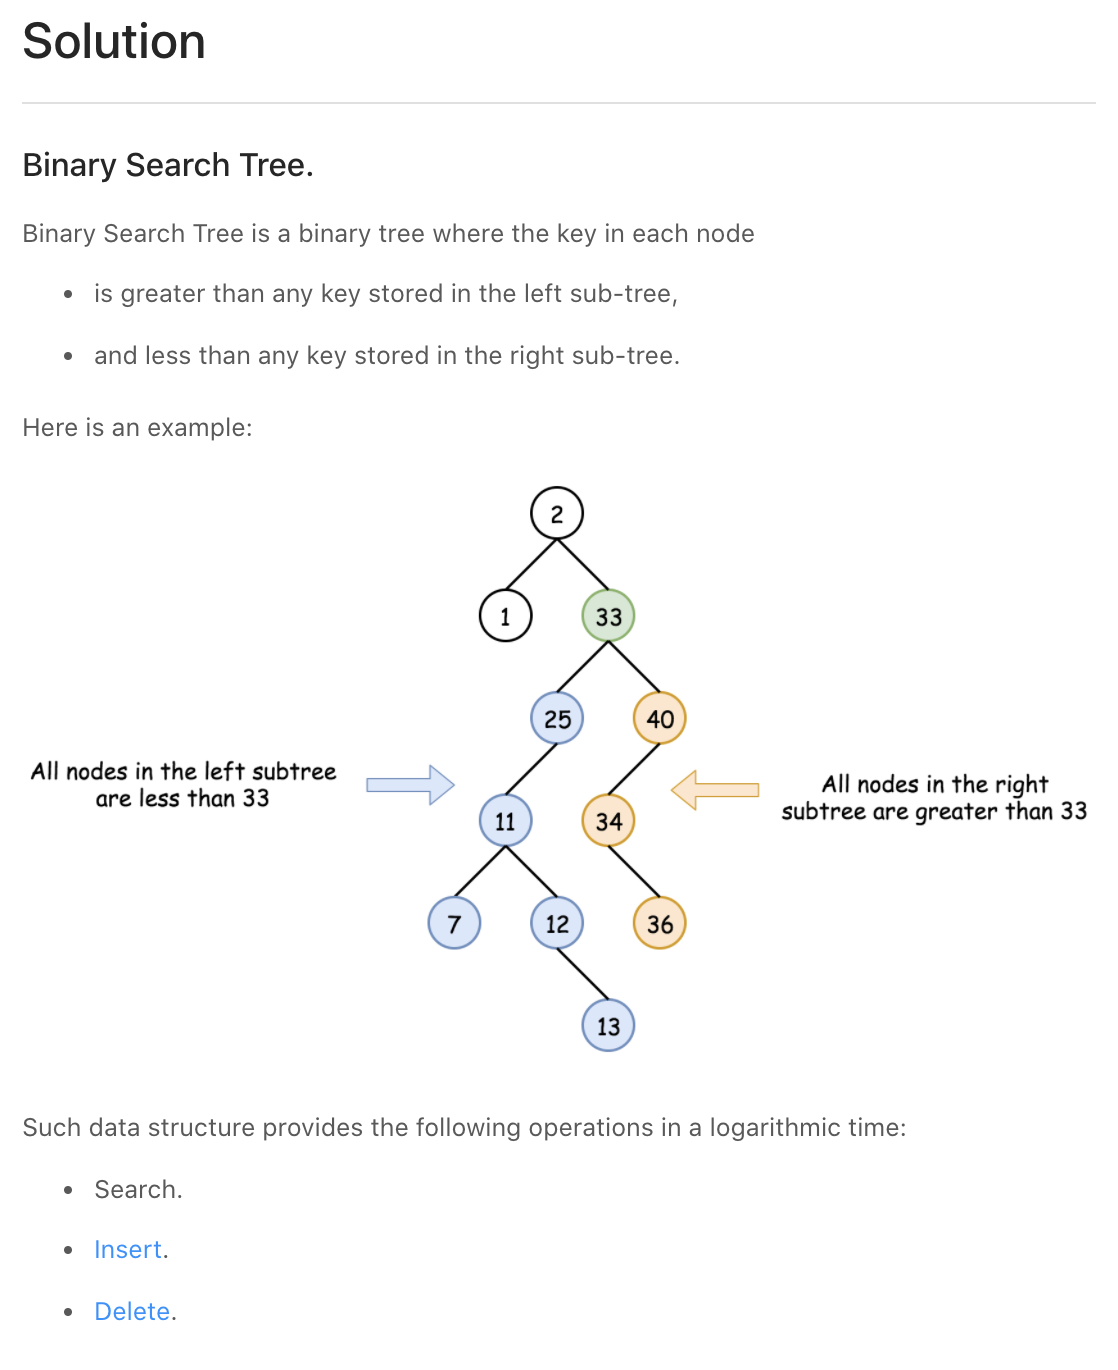 Solution
Binary Search Tree.
Binary Search Tree is a binary tree where the key in each node
• is greater than any key stored in the left sub-tree,
• and less than any key stored in the right sub-tree.
Here is an example:
2
1
33
25
40
All nodes in the left subtree
are less than 33
All nodes in the right
subtree are greater than 33
11
34
7
12
36
13
Such data structure provides the following operations in a logarithmic time:
• Search.
• Insert.
• Delete.